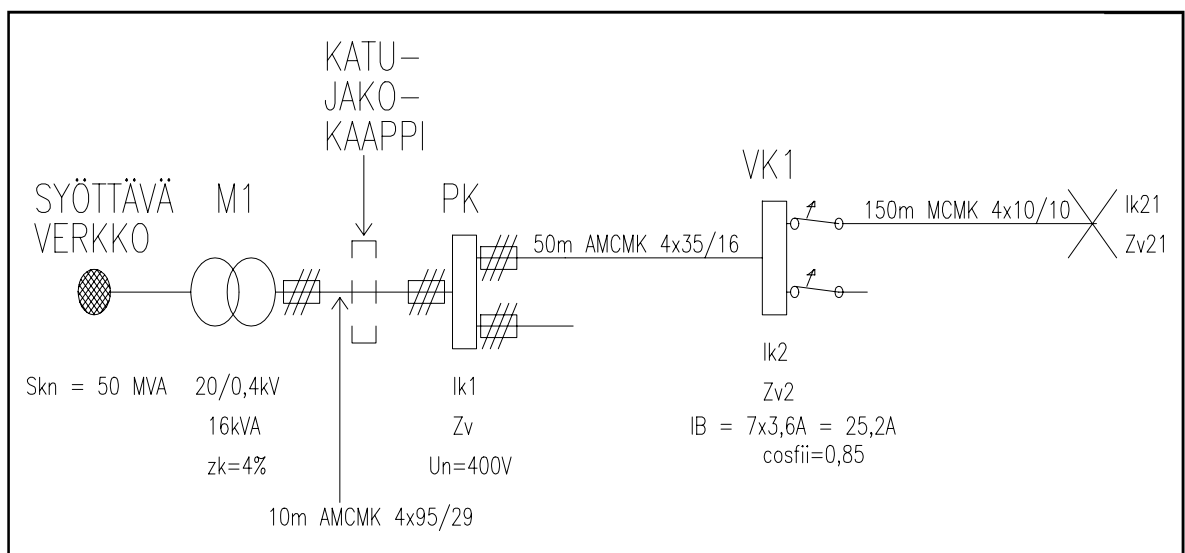 KATU-
JAKO-
KAAPPI
SYÖTTÄVÄ
VERKKO
M1
PK
VK1
50m AMCMK 4x35/16
150m MCMK 4x10/10
Ik21
Zv21
Skn = 50 MVA
20/0,4kV
16kVA
zk=4%
Ik1
Zv
Un=400V
Ik2
Zv2
IB = 7x3,6A = 25,2A
cosfii=0,85
10m AMCMK 4x95/29